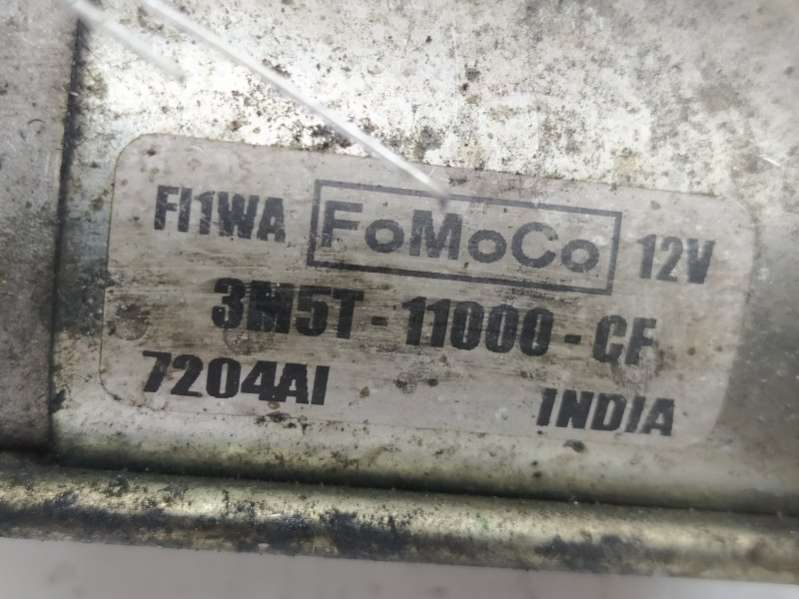 FI1WA FoMoCo 12V
3M5T-11000-CF
7204AI INDIA